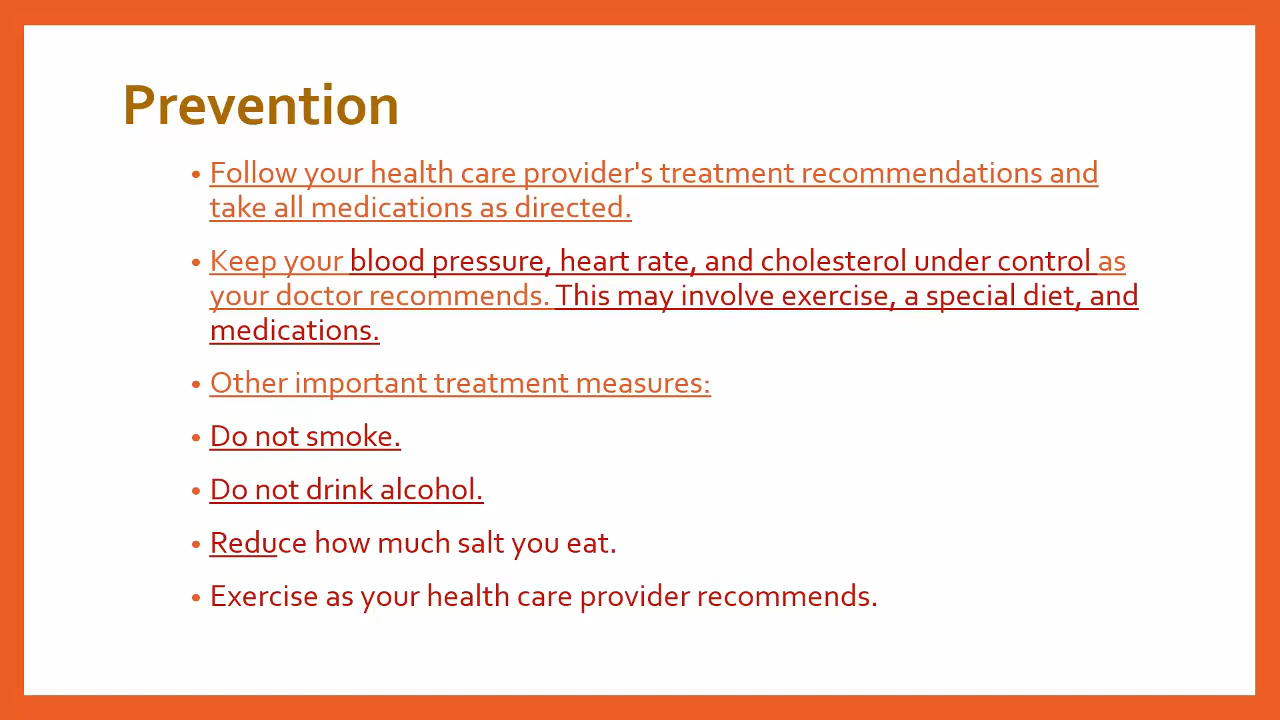 Prevention
• Follow your health care provider's treatment recommendations and
take all medications as directed.
• Keep your blood pressure, heart rate, and cholesterol under control as
your doctor recommends. This may involve exercise, a special diet, and
medications.
• Other important treatment measures:
• Do not smoke.
• Do not drink alcohol.
• Reduce how much salt you eat.
• Exercise as your health care provider recommends.